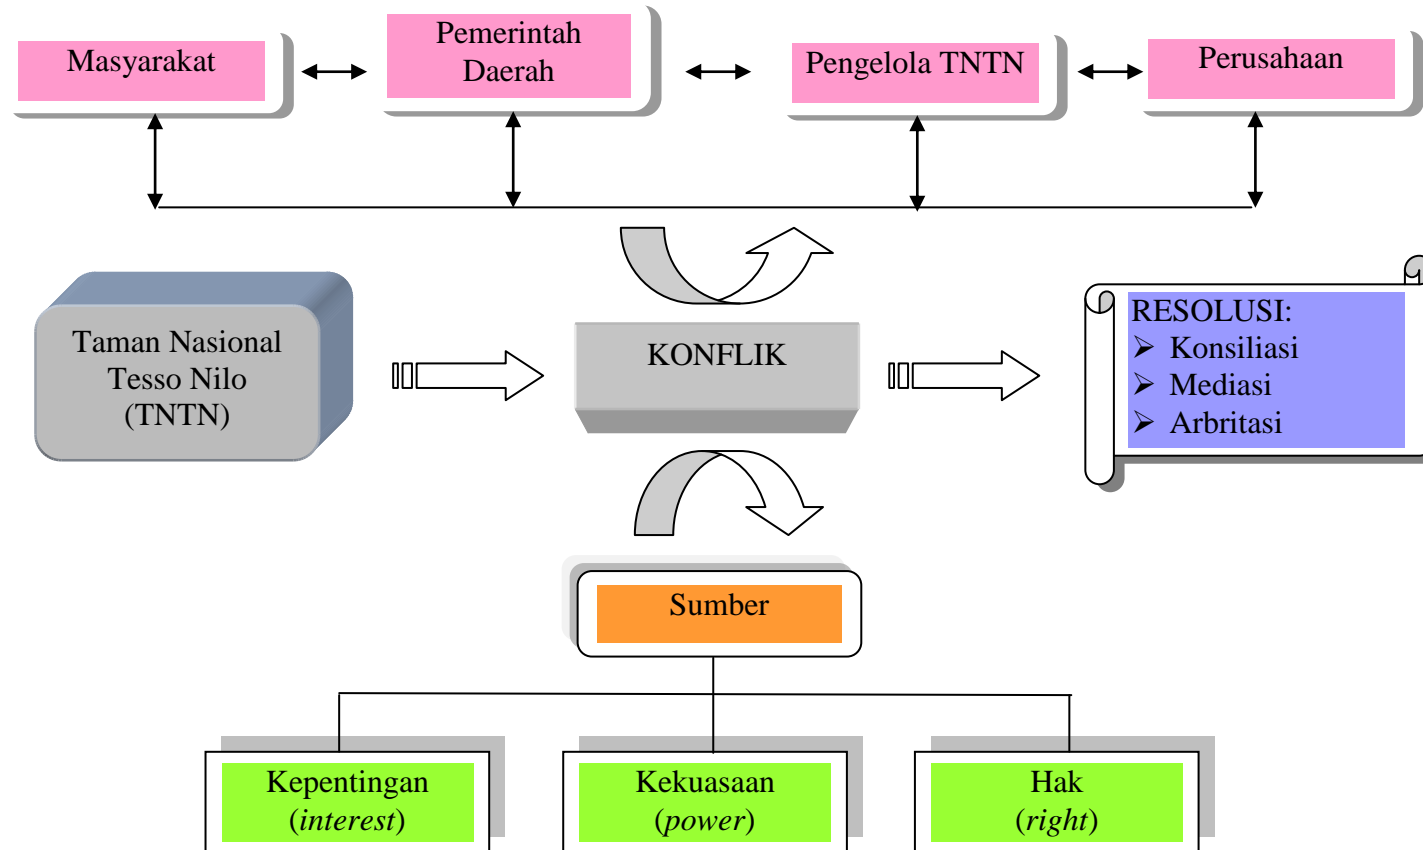 Masyarakat
Pemerintah
Daerah
Pengelola TNTN
Perusahaan
Taman Nasional
Tesso Nilo
(TNTN)
KONFLIK
RESOLUSI:
➢ Konsiliasi
➢ Mediasi
➢ Arbritasi
Sumber
Kepentingan
(interest)
Kekuasaan
(power)
Hak
(right)